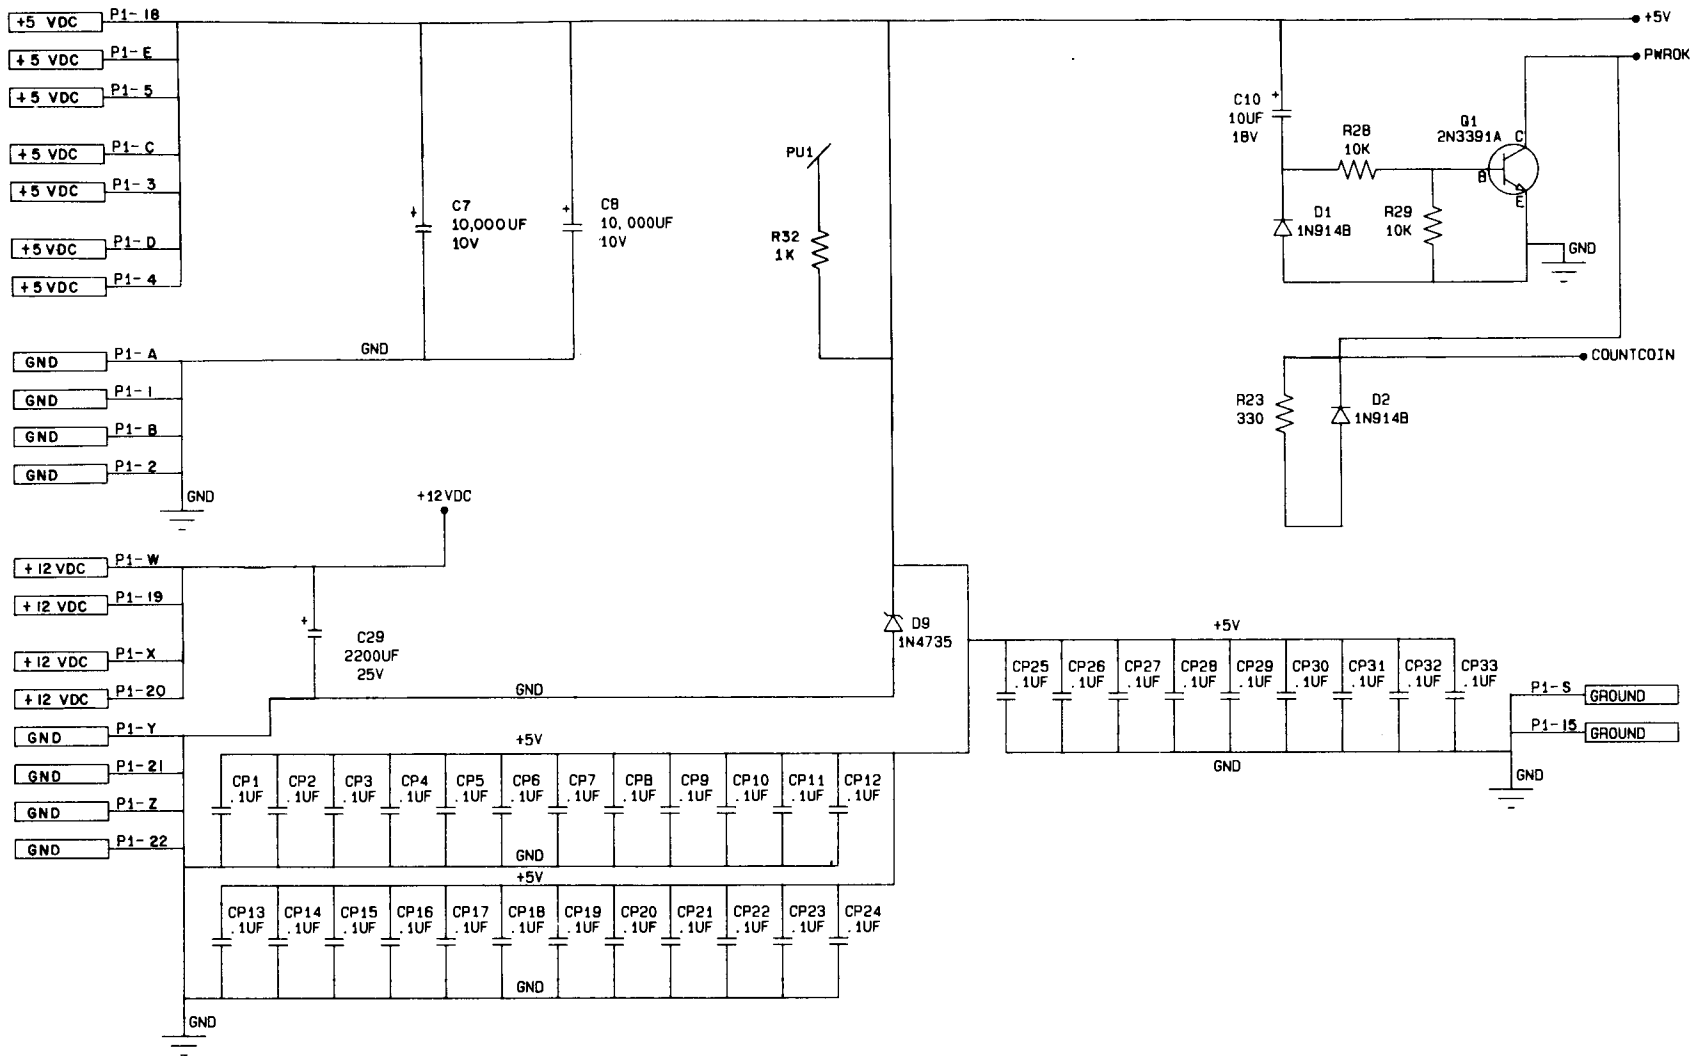 +5 VDC P1-18
+5 VDC P1-E
+5 VDC P1-5
+5 VDC P1-C
+5 VDC P1-3
+5 VDC P1-D
+5 VDC P1-4
GND P1-A
GND P1-1
GND P1-B
GND P1-2
GND
+12 VDC P1-W
+12 VDC P1-19
+12 VDC P1-X
+12 VDC P1-20
GND P1-Y
GND P1-21
GND P1-Z
GND P1-22
GND
+ C7
10,000UF
10V
+ C8
10,000UF
10V
GND
+12VDC
+
C29
2200UF
25V
GND
PU1
R32
1K
D9
1N4735
+5V
PWROK
C10 +
10UF
18V
R28
10K
Q1
2N3391A
C
B
E
D1
1N914B
R29
10K
GND
COUNTCOIN
R23
330
D2
1N914B
+5V
CP25 CP26 CP27 CP28 CP29 CP30 CP31 CP32 CP33
.1UF .1UF .1UF .1UF .1UF .1UF .1UF .1UF .1UF
GND
P1-S GROUND
P1-15 GROUND
GND
+5V
CP1 CP2 CP3 CP4 CP5 CP6 CP7 CP8 CP9 CP10 CP11 CP12
.1UF .1UF .1UF .1UF .1UF .1UF .1UF .1UF .1UF .1UF .1UF .1UF
GND
+5V
CP13 CP14 CP15 CP16 CP17 CP18 CP19 CP20 CP21 CP22 CP23 CP24
.1UF .1UF .1UF .1UF .1UF .1UF .1UF .1UF .1UF .1UF .1UF .1UF
GND